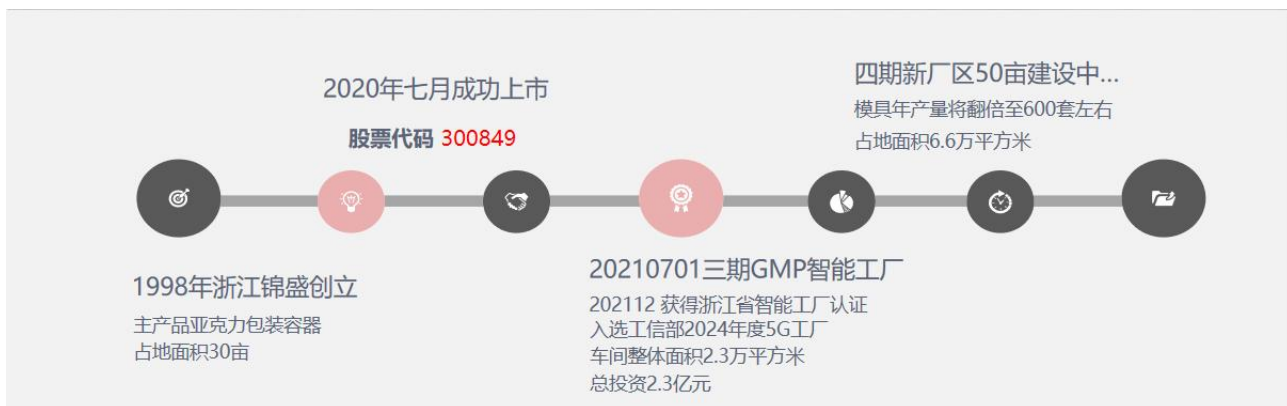 2020年七月成功上市
股票代码 300849
四期新厂区50亩建设中...
模具年产量将翻倍至600套左右
占地面积6.6万平方米
1998年浙江锦盛创立
主产品亚克力包装容器
占地面积30亩
20210701三期GMP智能工厂
202112 获得浙江省智能工厂认证
入选工信部2024年度5G工厂
车间整体面积2.3万平方米
总投资2.3亿元